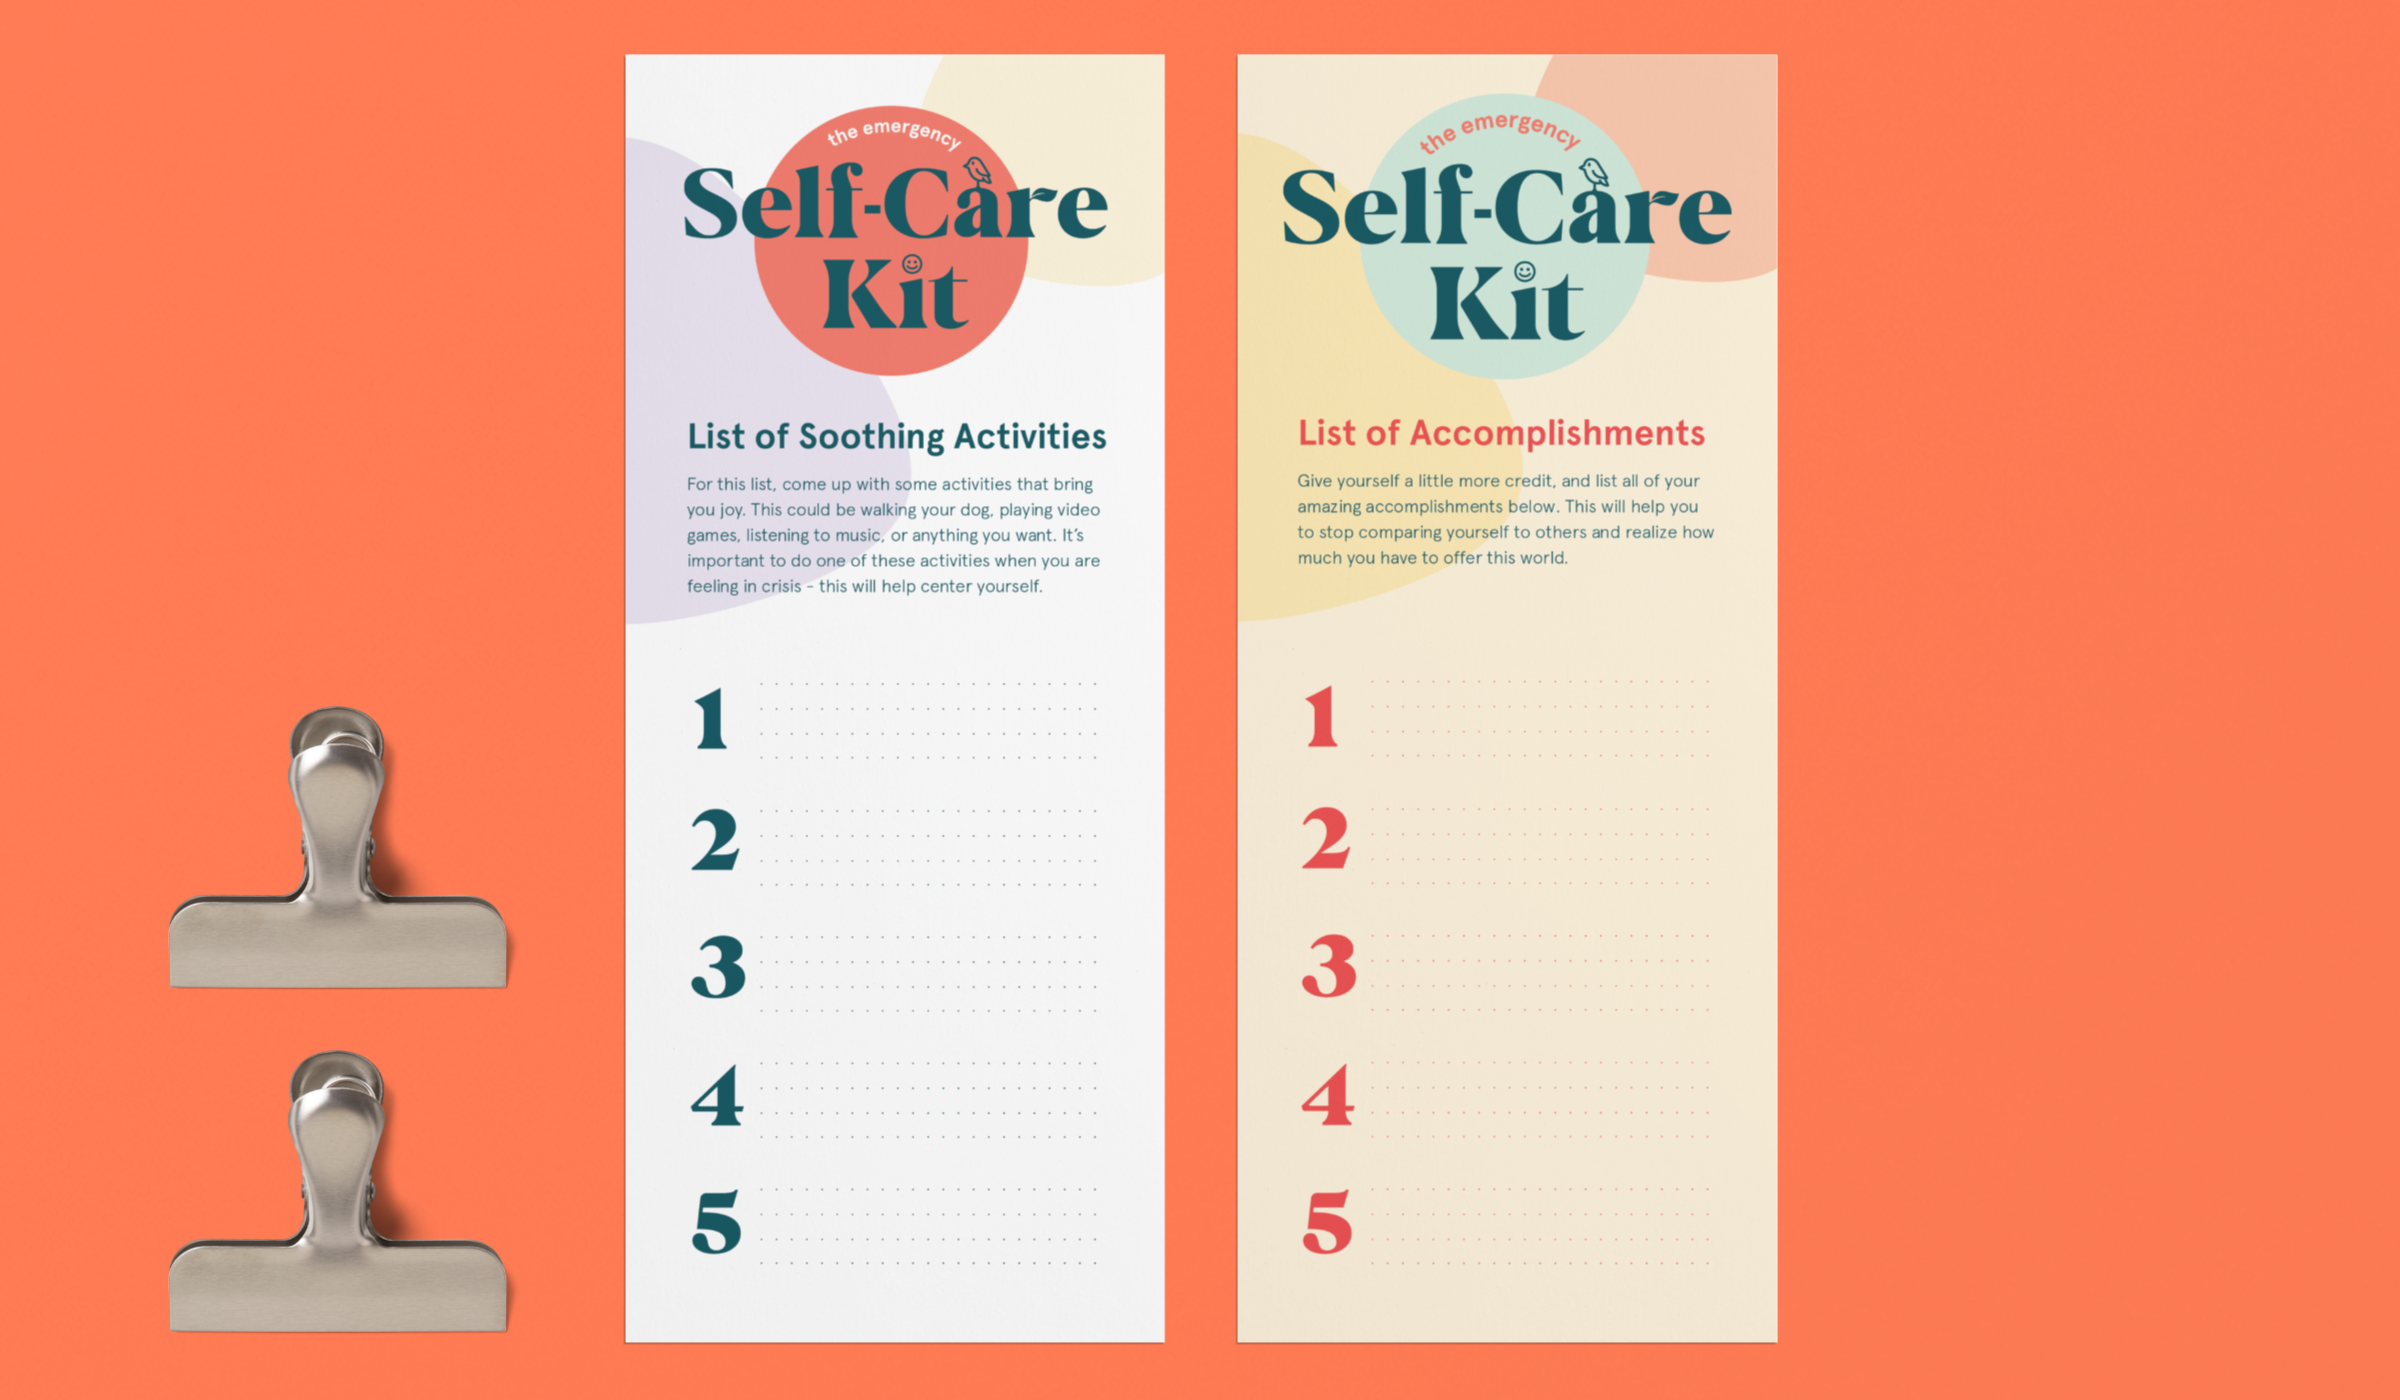 the emergency
Self-Care
Kit
List of Soothing Activities
For this list, come up with some activities that bring
you joy. This could be walking your dog, playing video
games, listening to music, or anything you want. It's
important to do one of these activities when you are
feeling in crisis - this will help center yourself.
1
2
3
4
5
the emergency
Self-Care
Kit
List of Accomplishments
Give yourself a little more credit, and list all of your
amazing accomplishments below. This will help you
to stop comparing yourself to others and realize how
much you have to offer this world.
1
2
3
4
5